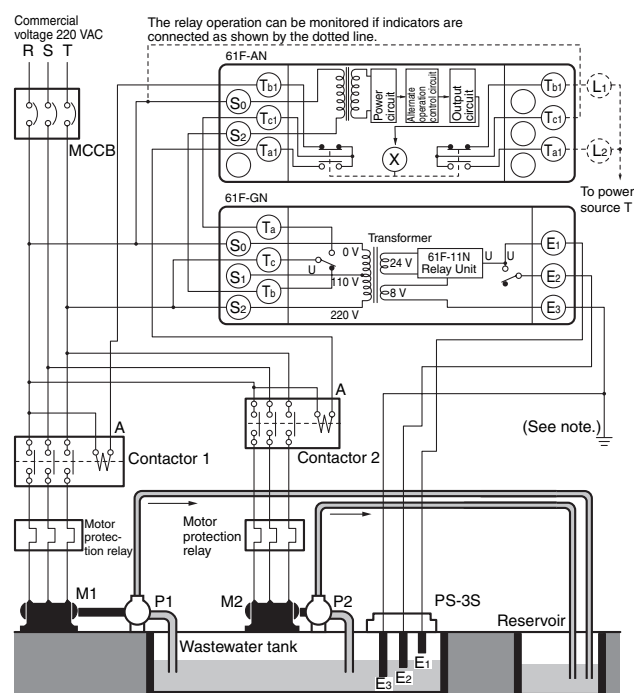 Commercial
voltage 220 VAC
R S T
The relay operation can be monitored if indicators are
connected as shown by the dotted line.
61F-AN
MCCB
Tb1
S0
Tc1
S2
Ta1
Power
circuit
Alternate
operation
control circuit
Output
circuit
X
Tb1
Tc1
Ta1
L1
L2
To power
source T
61F-GN
Ta
S0
Tc
S1
Tb
S2
U
0 V
110 V
220 V
Transformer
24 V
8 V
61F-11N
Relay Unit
U
U
E1
E2
E3
A
Contactor 1
A
Contactor 2
(See note.)
Motor
protec-
tion relay
Motor
protection
relay
M1
P1
M2
P2
PS-3S
Reservoir
Wastewater tank
E3
E2
E1